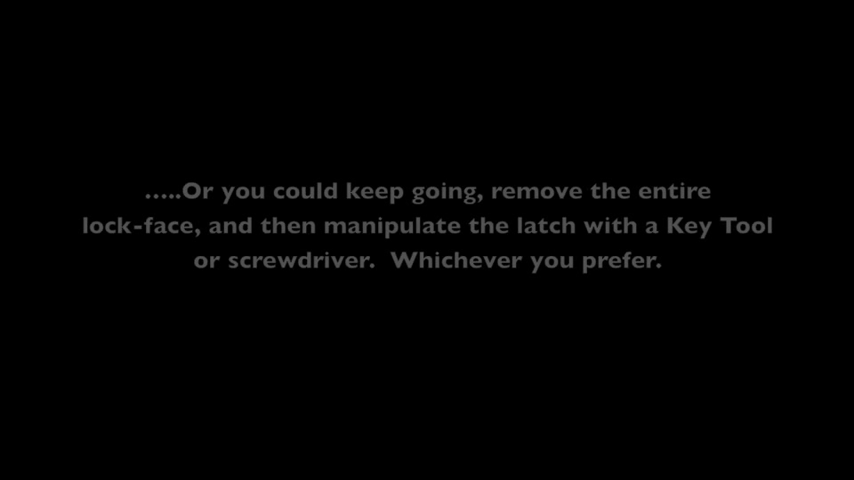 .....Or you could keep going, remove the entire
lock-face, and then manipulate the latch with a Key Tool
or screwdriver.  Whichever you prefer.